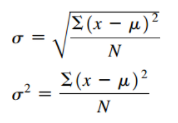 σ = √(Σ(x − μ)² / N)
σ² = Σ(x − μ)² / N